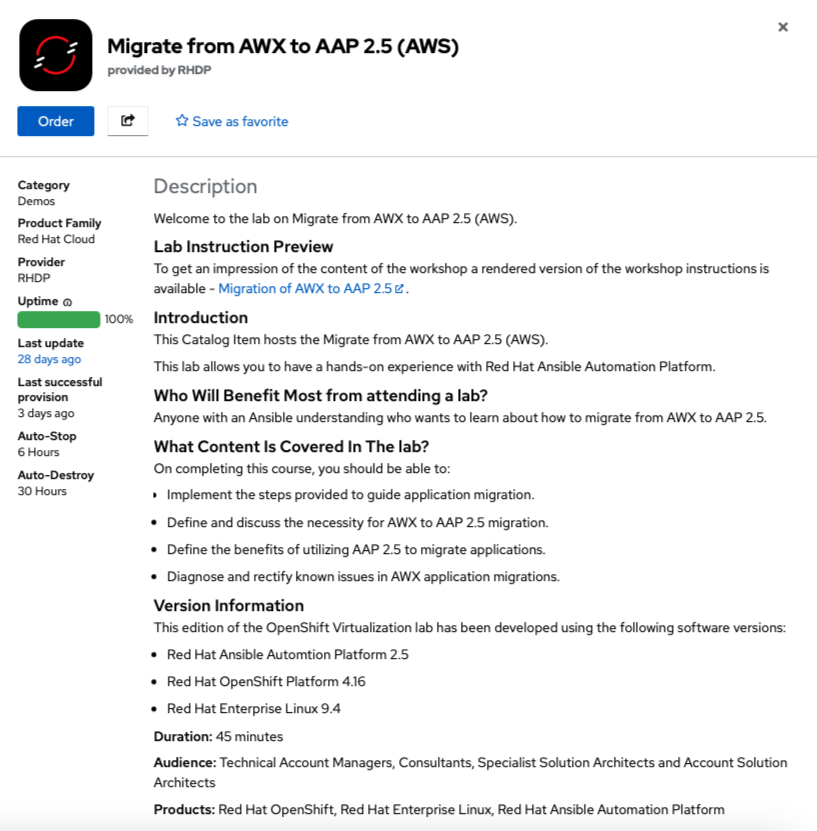 Migrate from AWX to AAP 2.5 (AWS)
provided by RHDP
Order
Save as favorite
Category
Demos
Product Family
Red Hat Cloud
Provider
RHDP
Uptime
100%
Last update
28 days ago
Last successful
provision
3 days ago
Auto-Stop
6 Hours
Auto-Destroy
30 Hours
Description
Welcome to the lab on Migrate from AWX to AAP 2.5 (AWS).
Lab Instruction Preview
To get an impression of the content of the workshop a rendered version of the workshop instructions is
available - Migration of AWX to AAP 2.5 .
Introduction
This Catalog Item hosts the Migrate from AWX to AAP 2.5 (AWS).
This lab allows you to have a hands-on experience with Red Hat Ansible Automation Platform.
Who Will Benefit Most from attending a lab?
Anyone with an Ansible understanding who wants to learn about how to migrate from AWX to AAP 2.5.
What Content Is Covered In The lab?
On completing this course, you should be able to:
• Implement the steps provided to guide application migration.
• Define and discuss the necessity for AWX to AAP 2.5 migration.
• Define the benefits of utilizing AAP 2.5 to migrate applications.
• Diagnose and rectify known issues in AWX application migrations.
Version Information
This edition of the OpenShift Virtualization lab has been developed using the following software versions:
• Red Hat Ansible Automtion Platform 2.5
• Red Hat OpenShift Platform 4.16
• Red Hat Enterprise Linux 9.4
Duration: 45 minutes
Audience: Technical Account Managers, Consultants, Specialist Solution Architects and Account Solution
Architects
Products: Red Hat OpenShift, Red Hat Enterprise Linux, Red Hat Ansible Automation Platform